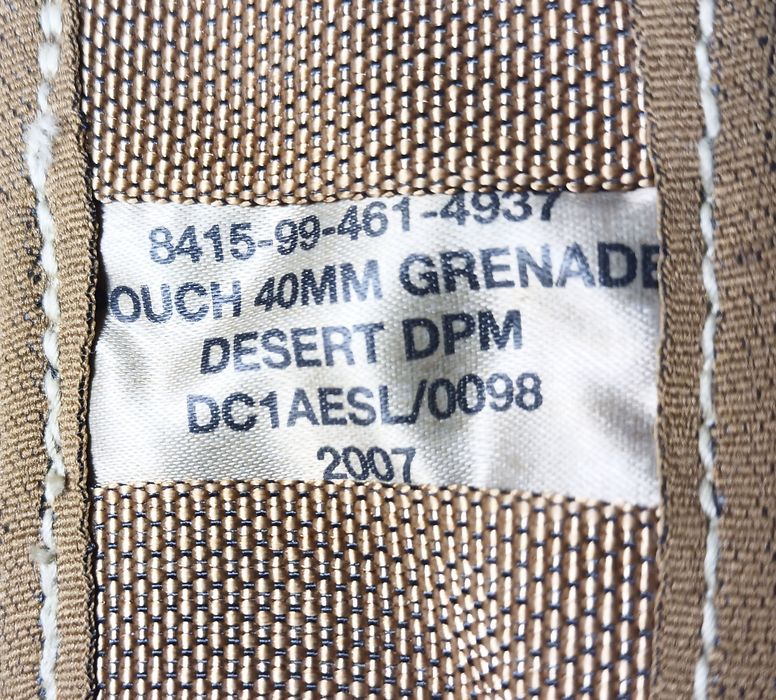 8415-99-461-4937
OUCH 40MM GRENADE
DESERT DPM
DC1AESL/0098
2007